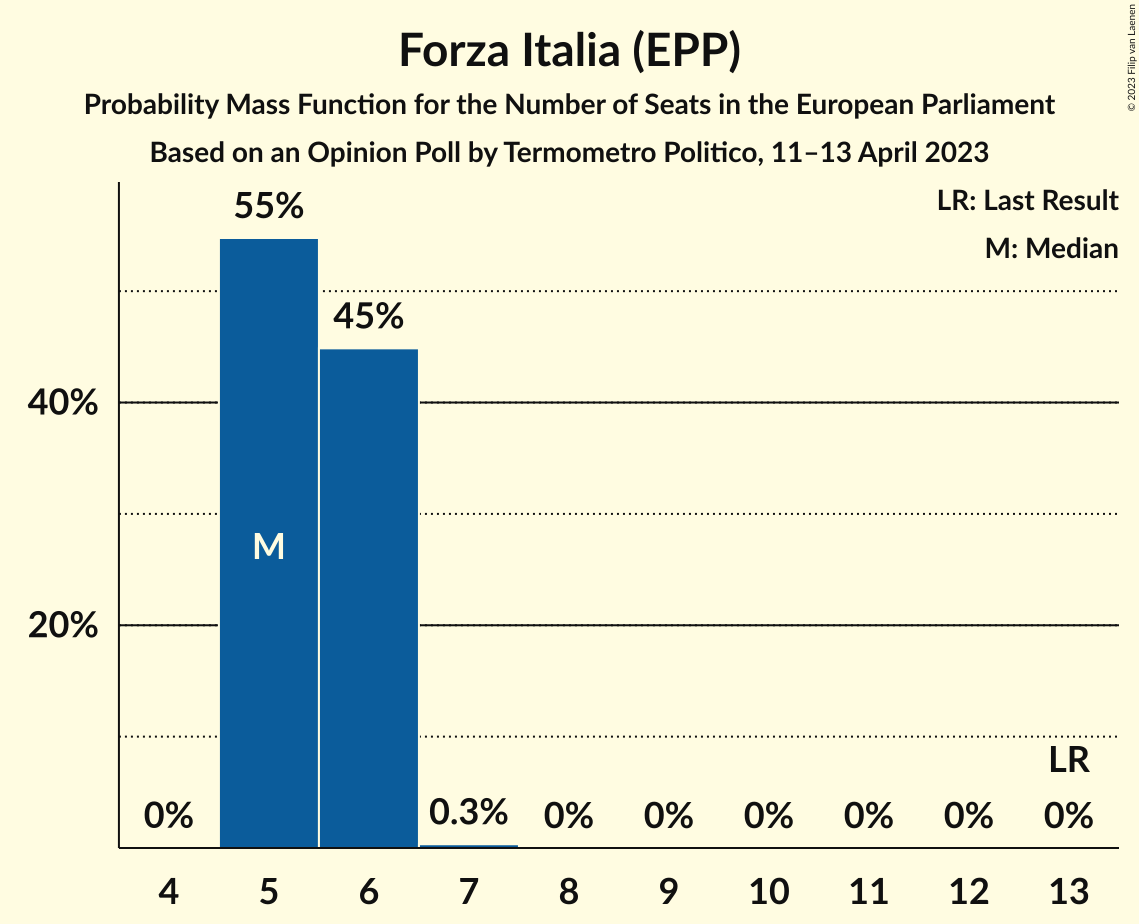 Forza Italia (EPP)
Probability Mass Function for the Number of Seats in the European Parliament
Based on an Opinion Poll by Termometro Politico, 11–13 April 2023
© 2023 Filip van Laenen
LR: Last Result
M: Median
55%
45%
40%
M
20%
LR
0% 0.3% 0% 0% 0% 0% 0% 0%
4 5 6 7 8 9 10 11 12 13